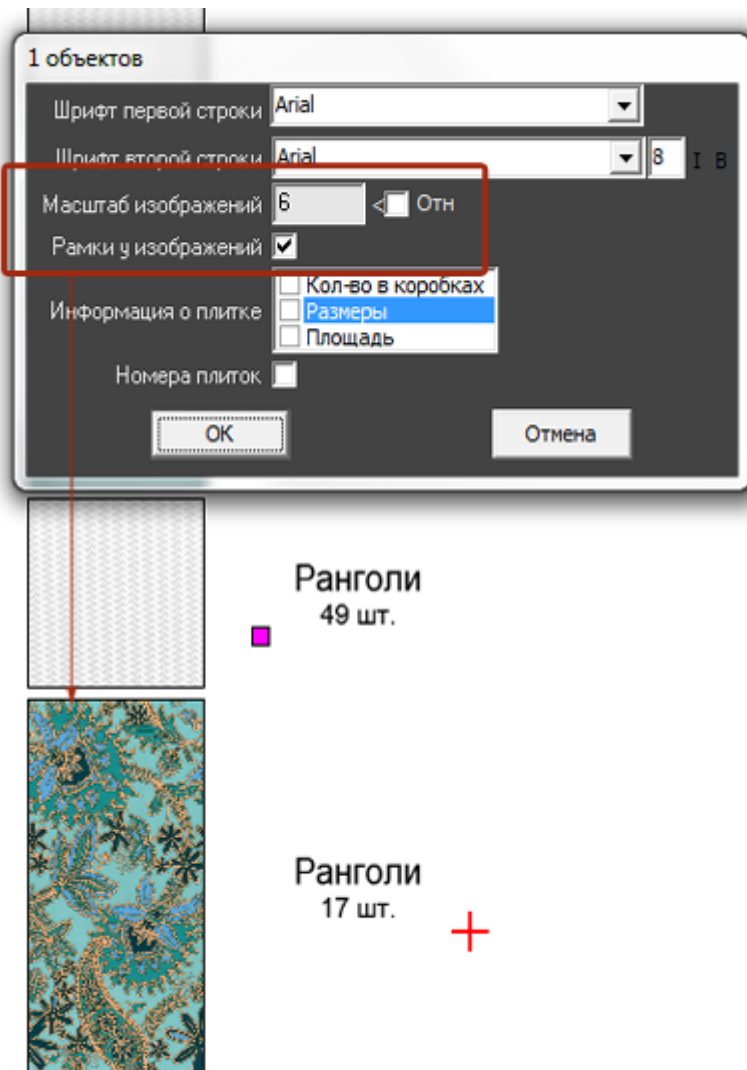 1 объектов
Шрифт первой строки Arial
Шрифт второй строки Arial 8 I B
Масштаб изображений 6 < Отн
Рамки у изображений
Кол-во в коробках
Информация о плитке Размеры
Площадь
Номера плиток
OK Отмена
Ранголи
49 шт.
Ранголи
17 шт.